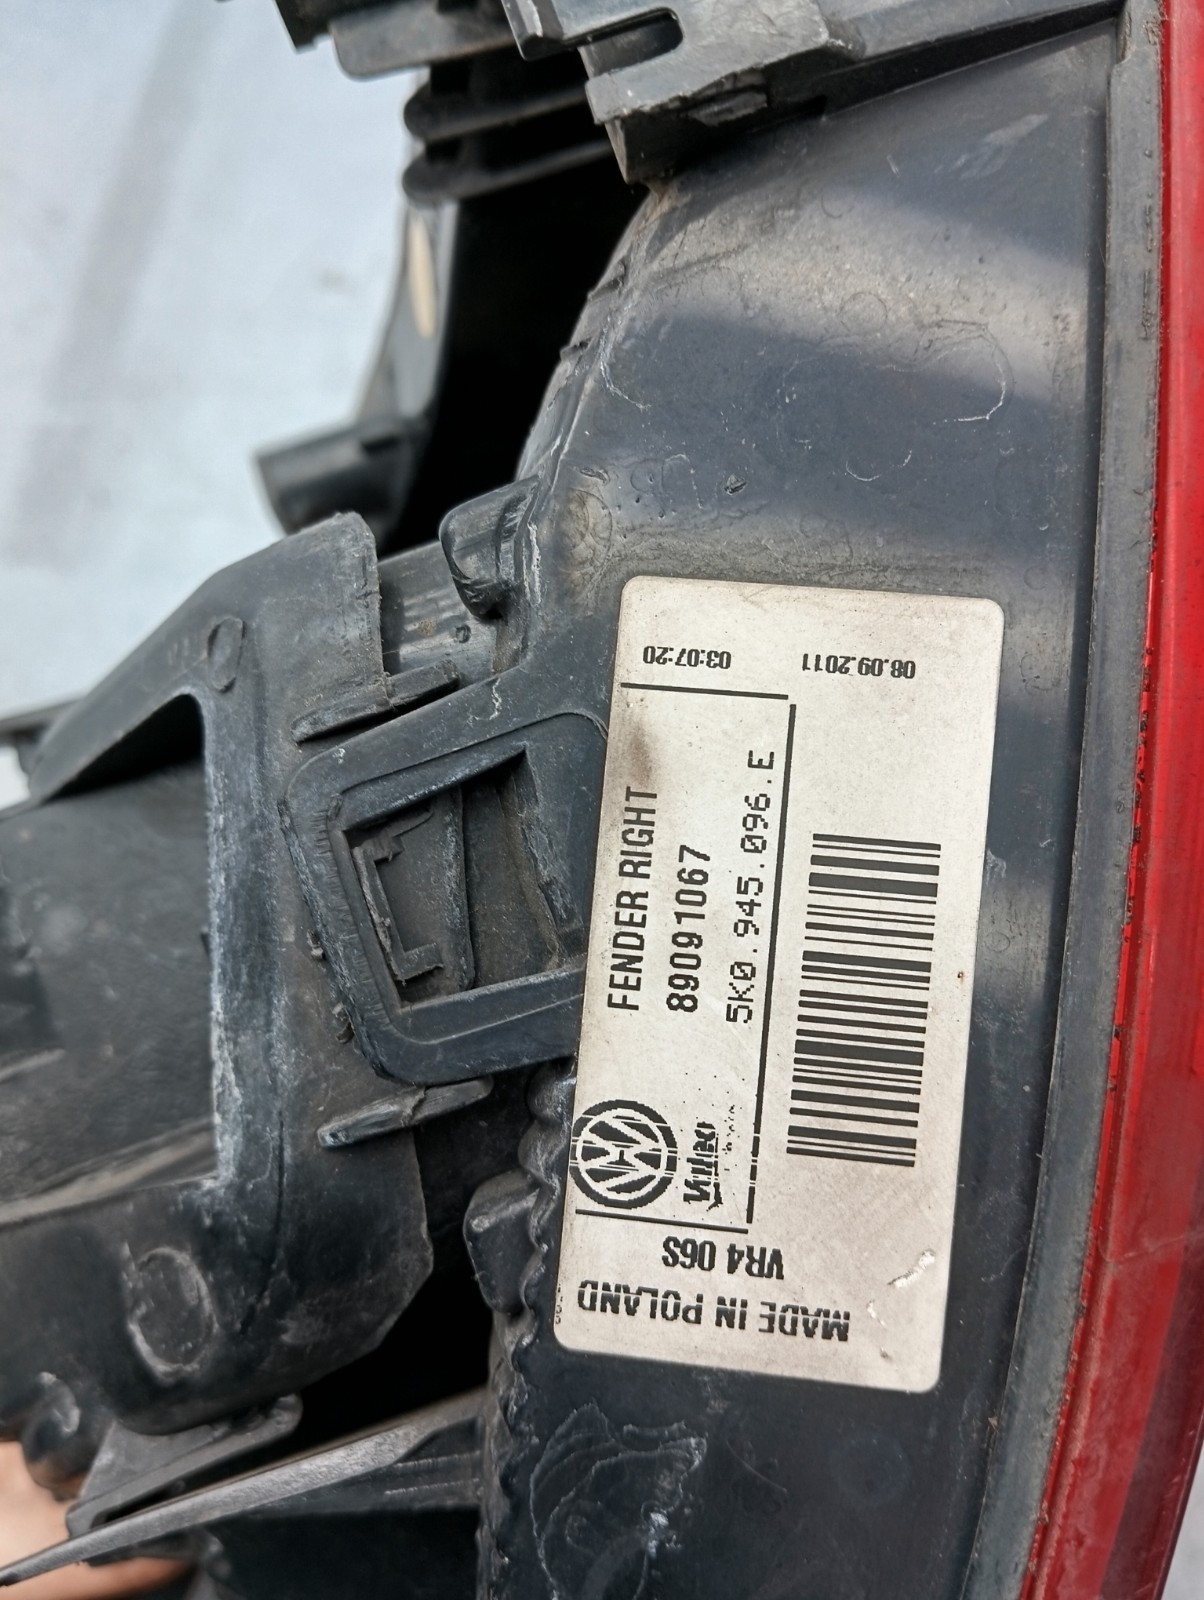 FENDER RIGHT
89091067
5K0.945.096.E
03:07:20
08.09.2011
Valeo
VR4 06S
MADE IN POLAND